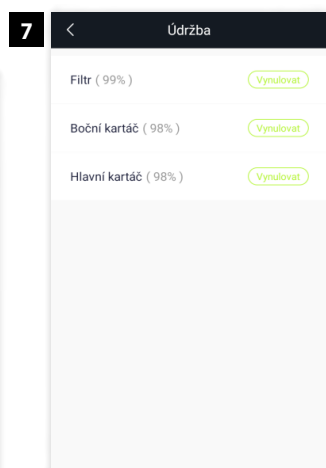 7
Údržba
Filtr ( 99% ) Vynulovat
Boční kartáč ( 98% ) Vynulovat
Hlavní kartáč ( 98% ) Vynulovat